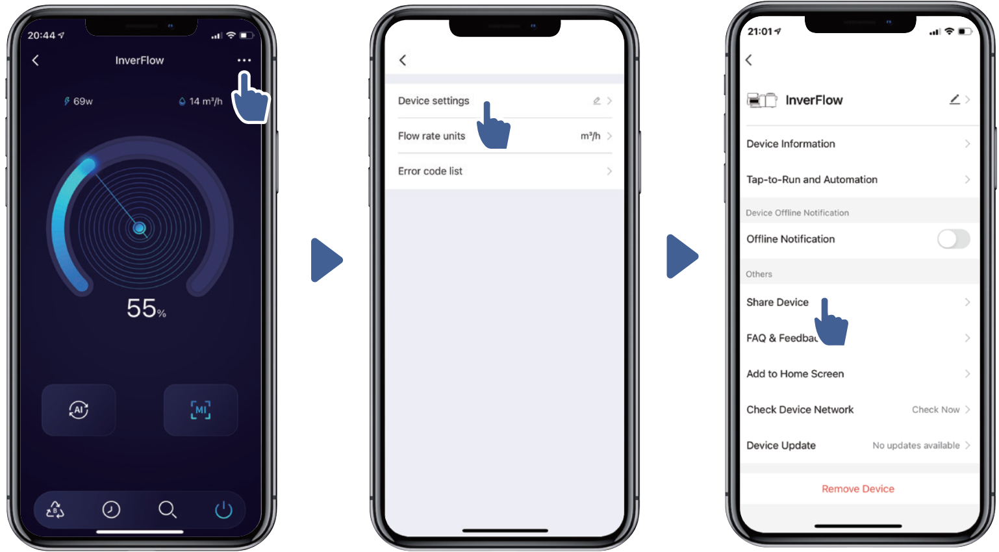 20:44
InverFlow
69w
14 m³/h
55%
AI
MI
B
Device settings
Flow rate units m³/h
Error code list
21:01
InverFlow
Device Information
Tap-to-Run and Automation
Device Offline Notification
Offline Notification
Others
Share Device
FAQ & Feedbac
Add to Home Screen
Check Device Network Check Now
Device Update No updates available
Remove Device